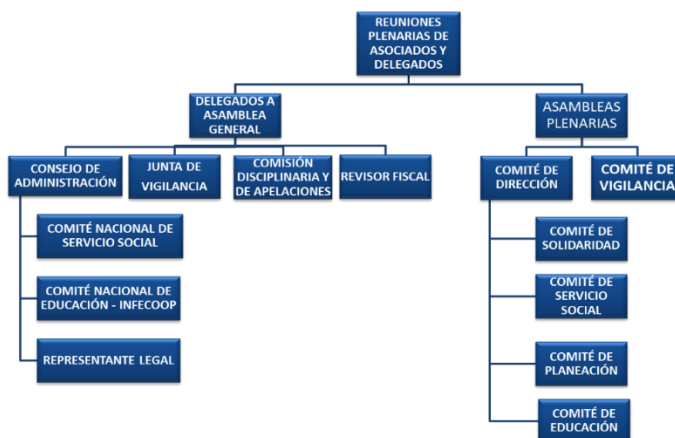 REUNIONES
PLENARIAS DE
ASOCIADOS Y
DELEGADOS
DELEGADOS A
ASAMBLEA
GENERAL
ASAMBLEAS
PLENARIAS
CONSEJO DE
ADMINISTRACIÓN
JUNTA DE
VIGILANCIA
COMISIÓN
DISCIPLINARIA Y
DE APELACIONES
REVISOR FISCAL
COMITÉ DE
DIRECCIÓN
COMITÉ DE
VIGILANCIA
COMITÉ NACIONAL DE
SERVICIO SOCIAL
COMITÉ NACIONAL DE
EDUCACIÓN - INFECOOP
REPRESENTANTE LEGAL
COMITÉ DE
SOLIDARIDAD
COMITÉ DE
SERVICIO
SOCIAL
COMITÉ DE
PLANEACIÓN
COMITÉ DE
EDUCACIÓN